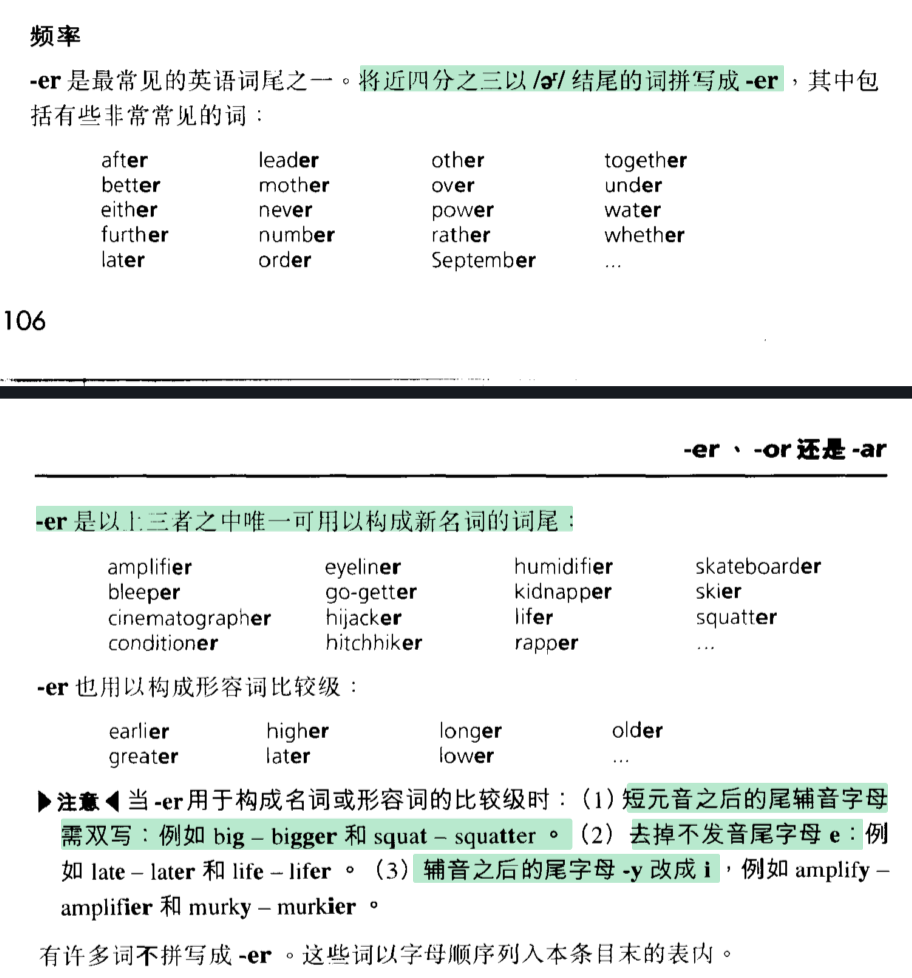 频率
-er 是最常见的英语词尾之一。将近四分之三以 /əʳ/ 结尾的词拼写成 -er，其中包
括有些非常常见的词：
after leader other together
better mother over under
either never power water
further number rather whether
later order September ...
106
-er、-or 还是 -ar
-er 是以上三者之中唯一可用以构成新名词的词尾：
amplifier eyeliner humidifier skateboarder
bleeper go-getter kidnapper skier
cinematographer hijacker lifer squatter
conditioner hitchhiker rapper ...
-er 也用以构成形容词比较级：
earlier higher longer older
greater later lower ...
▶注意◀ 当 -er 用于构成名词或形容词的比较级时：（1）短元音之后的尾辅音字母
需双写：例如 big – bigger 和 squat – squatter。（2）去掉不发音尾字母 e：例
如 late – later 和 life – lifer。（3）辅音之后的尾字母 -y 改成 i，例如 amplify –
amplifier 和 murky – murkier。
有许多词不拼写成 -er。这些词以字母顺序列入本条目末的表内。